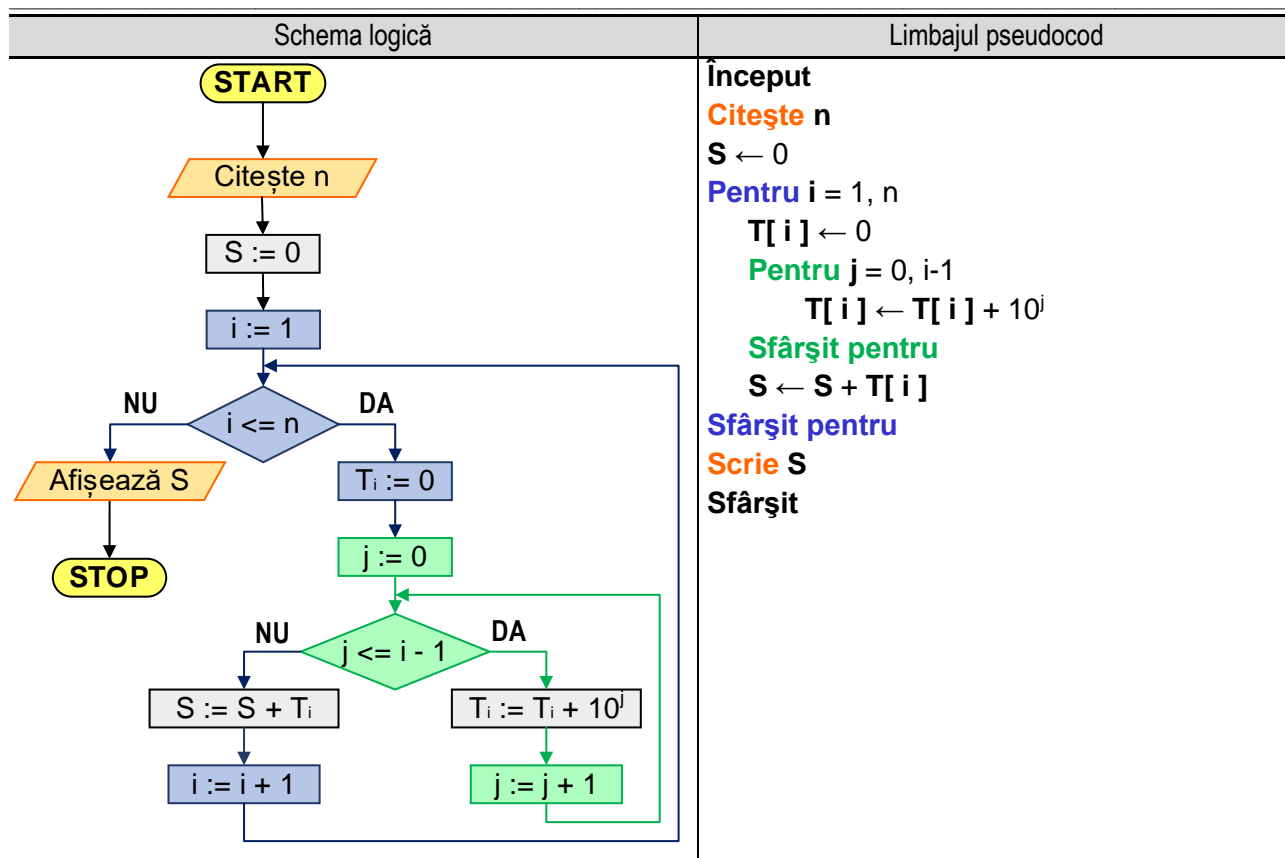 Schema logică
Limbajul pseudocod
START
Citește n
S := 0
i := 1
NU
i <= n
DA
Afișează S
Tᵢ := 0
STOP
j := 0
NU
j <= i - 1
DA
S := S + Tᵢ
Tᵢ := Tᵢ + 10ʲ
i := i + 1
j := j + 1
Început
Citeşte n
S ← 0
Pentru i = 1, n
T[ i ] ← 0
Pentru j = 0, i-1
T[ i ] ← T[ i ] + 10ʲ
Sfârşit pentru
S ← S + T[ i ]
Sfârşit pentru
Scrie S
Sfârşit